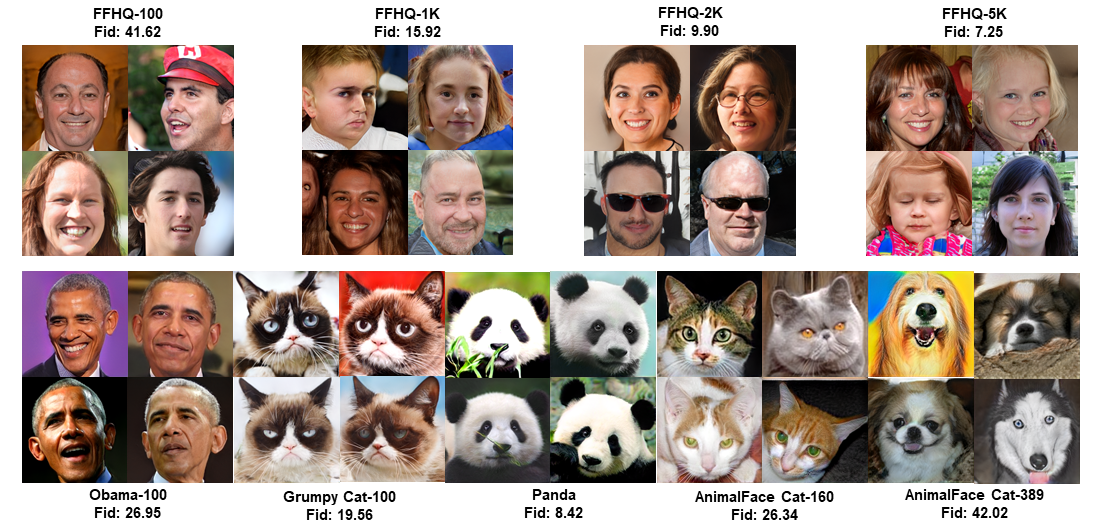 FFHQ-100
Fid: 41.62
FFHQ-1K
Fid: 15.92
FFHQ-2K
Fid: 9.90
FFHQ-5K
Fid: 7.25
Obama-100
Fid: 26.95
Grumpy Cat-100
Fid: 19.56
Panda
Fid: 8.42
AnimalFace Cat-160
Fid: 26.34
AnimalFace Cat-389
Fid: 42.02